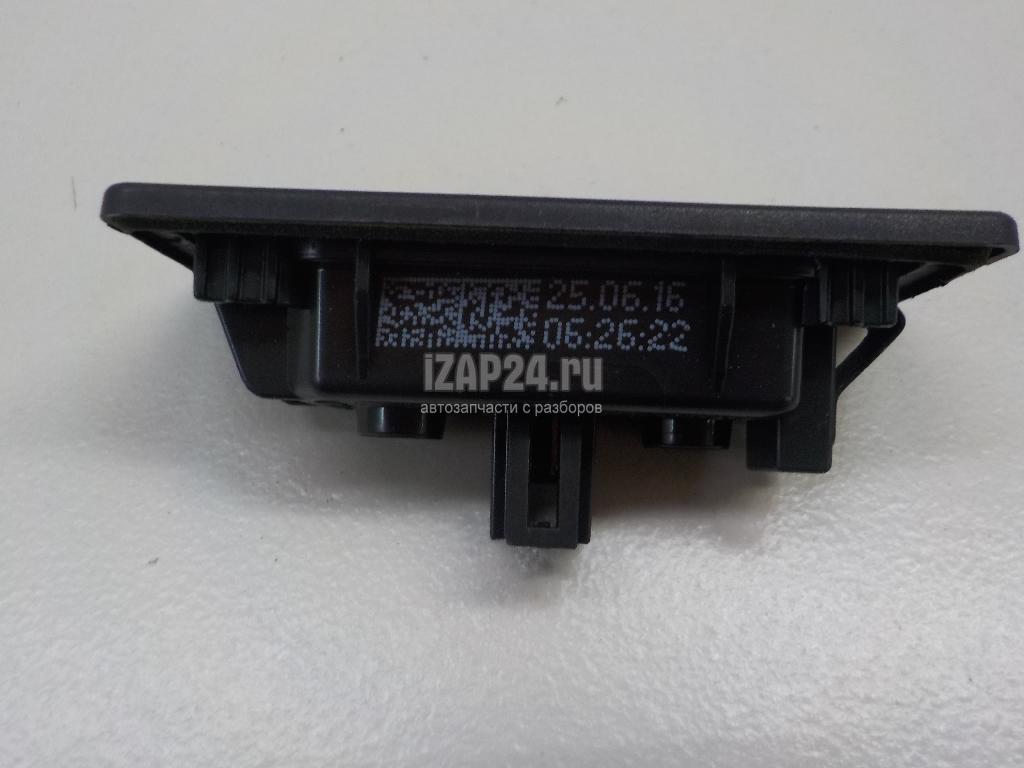 25.06.16
06:26:22
iZAP24.ru
автозапчасти с разборов